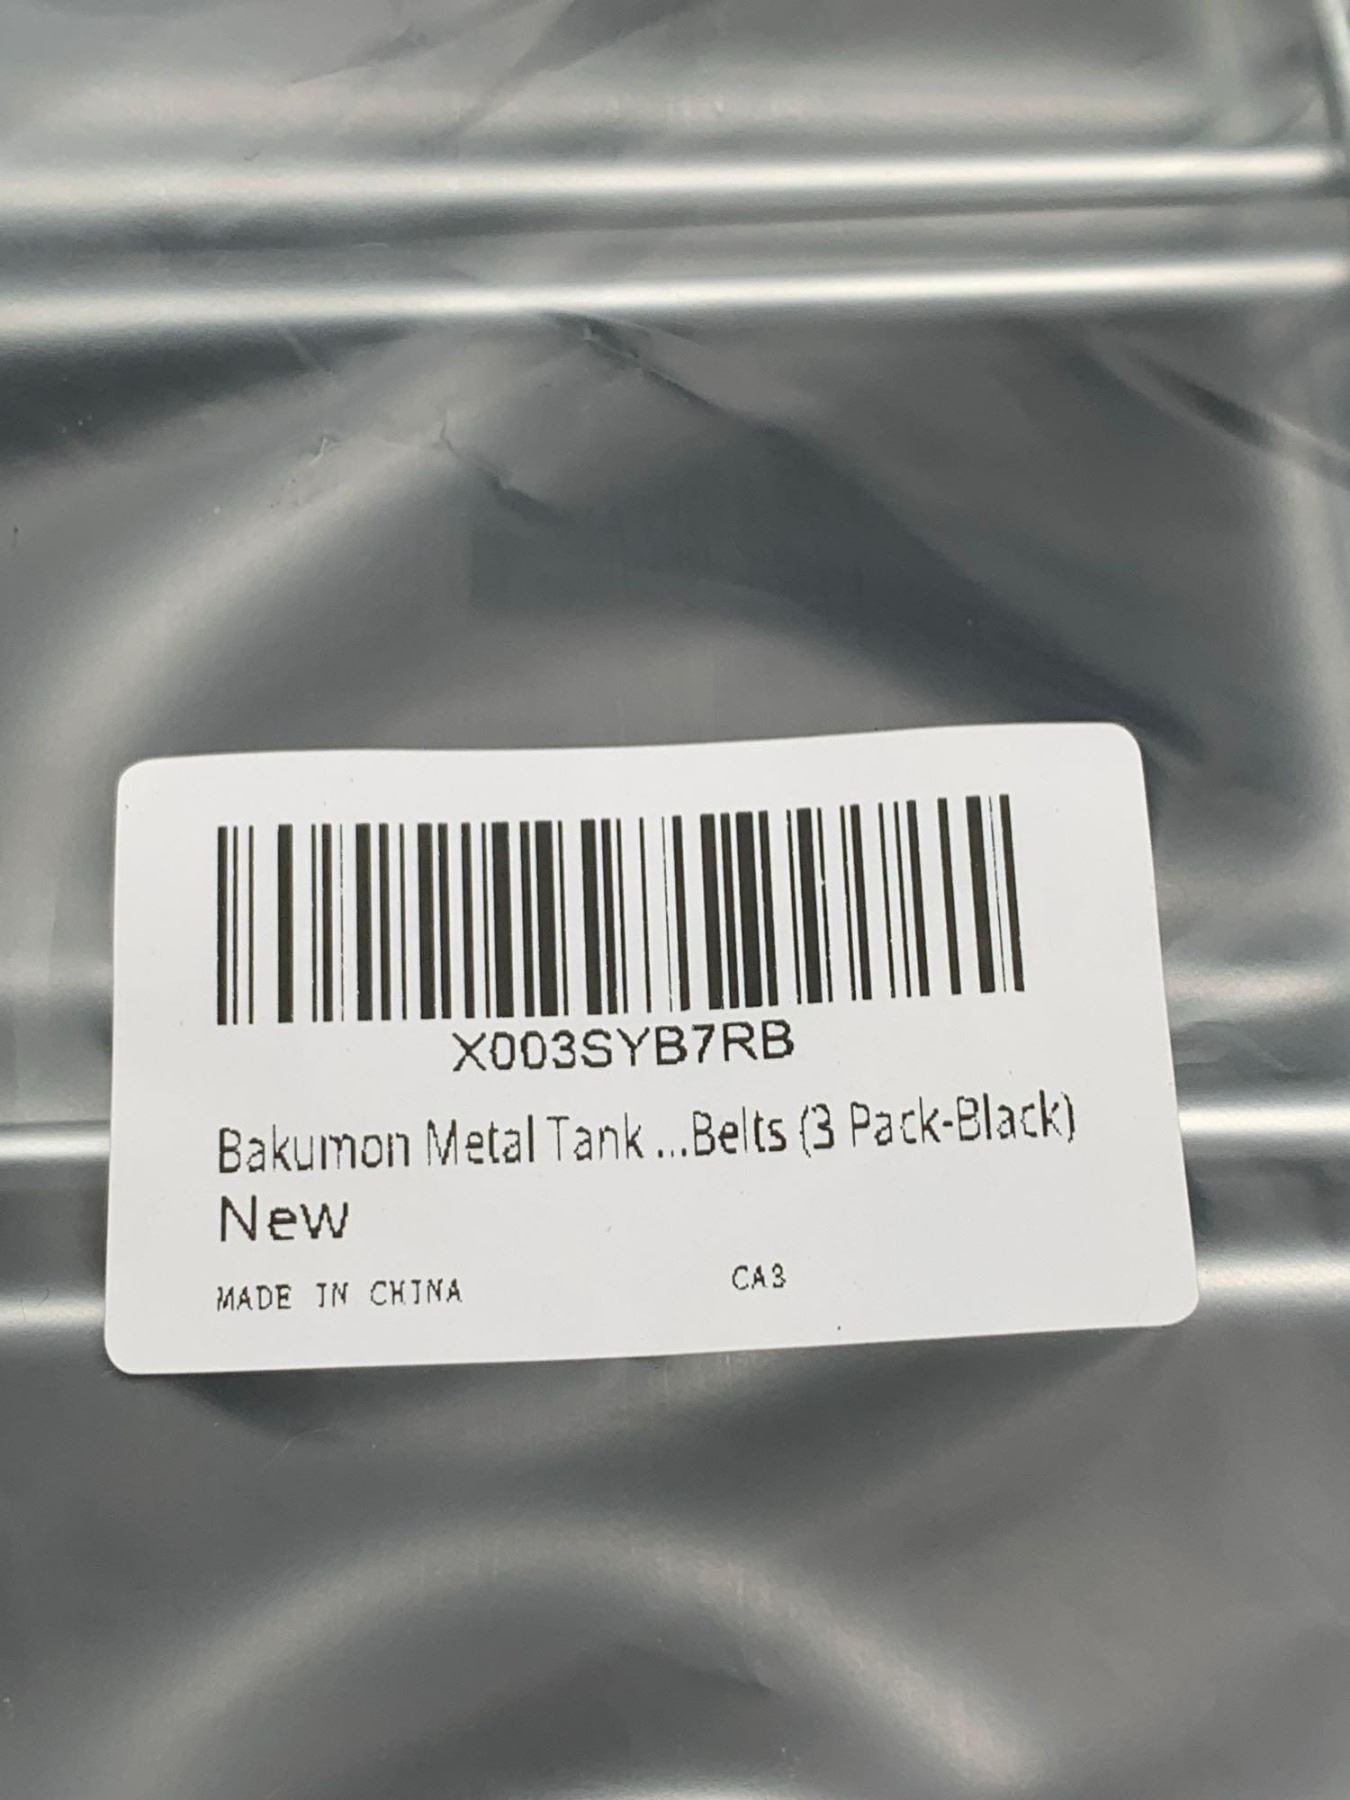 X003SYB7RB
Bakumon Metal Tank ...Belts (3 Pack-Black)
New
MADE IN CHINA CA3